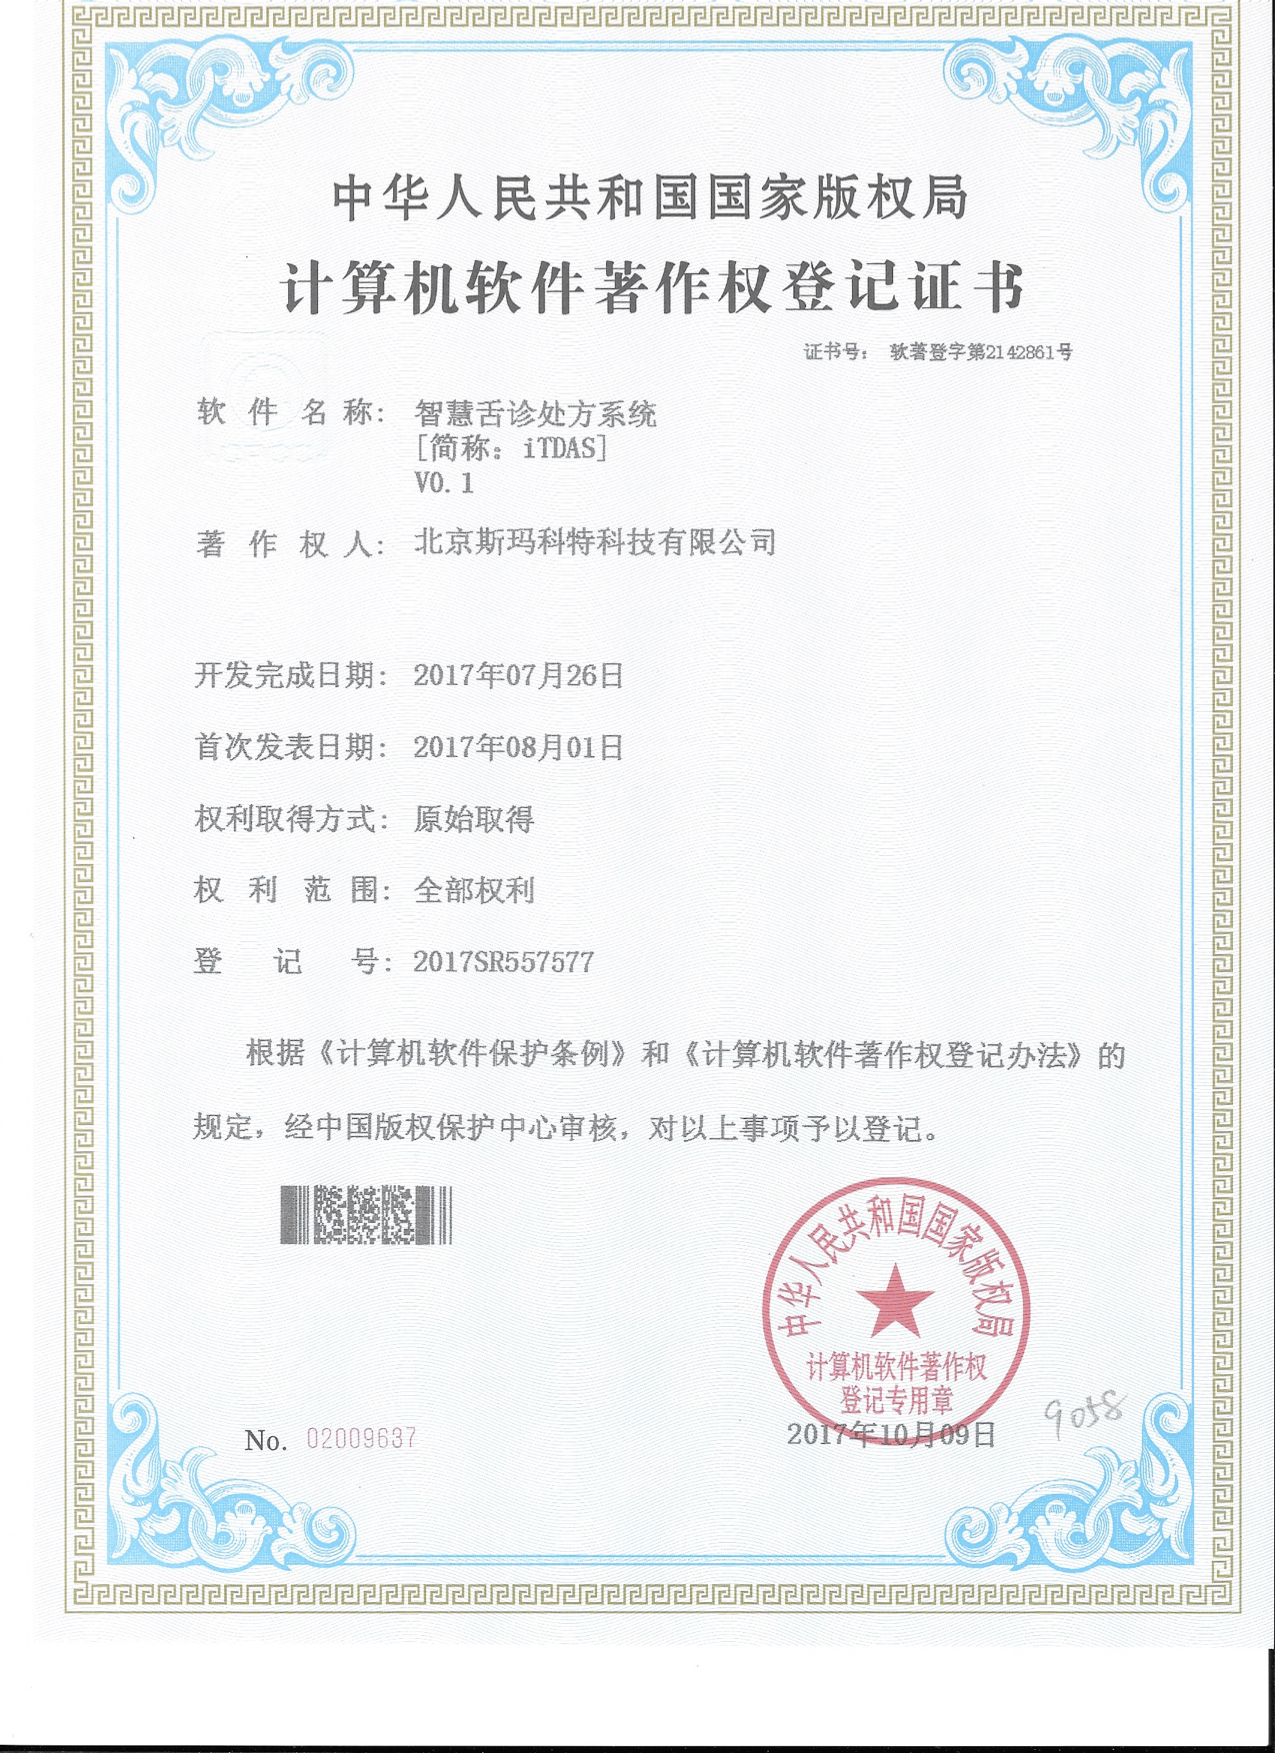 中华人民共和国国家版权局
计算机软件著作权登记证书
证书号： 软著登字第2142861号
软件名称： 智慧舌诊处方系统
[简称：iTDAS]
V0.1
著作权人： 北京斯玛科特科技有限公司
开发完成日期： 2017年07月26日
首次发表日期： 2017年08月01日
权利取得方式： 原始取得
权利范围： 全部权利
登记号： 2017SR557577
根据《计算机软件保护条例》和《计算机软件著作权登记办法》的
规定，经中国版权保护中心审核，对以上事项予以登记。
中华人民共和国国家版权局
计算机软件著作权
登记专用章
No. 02009637
2017年10月09日
9058